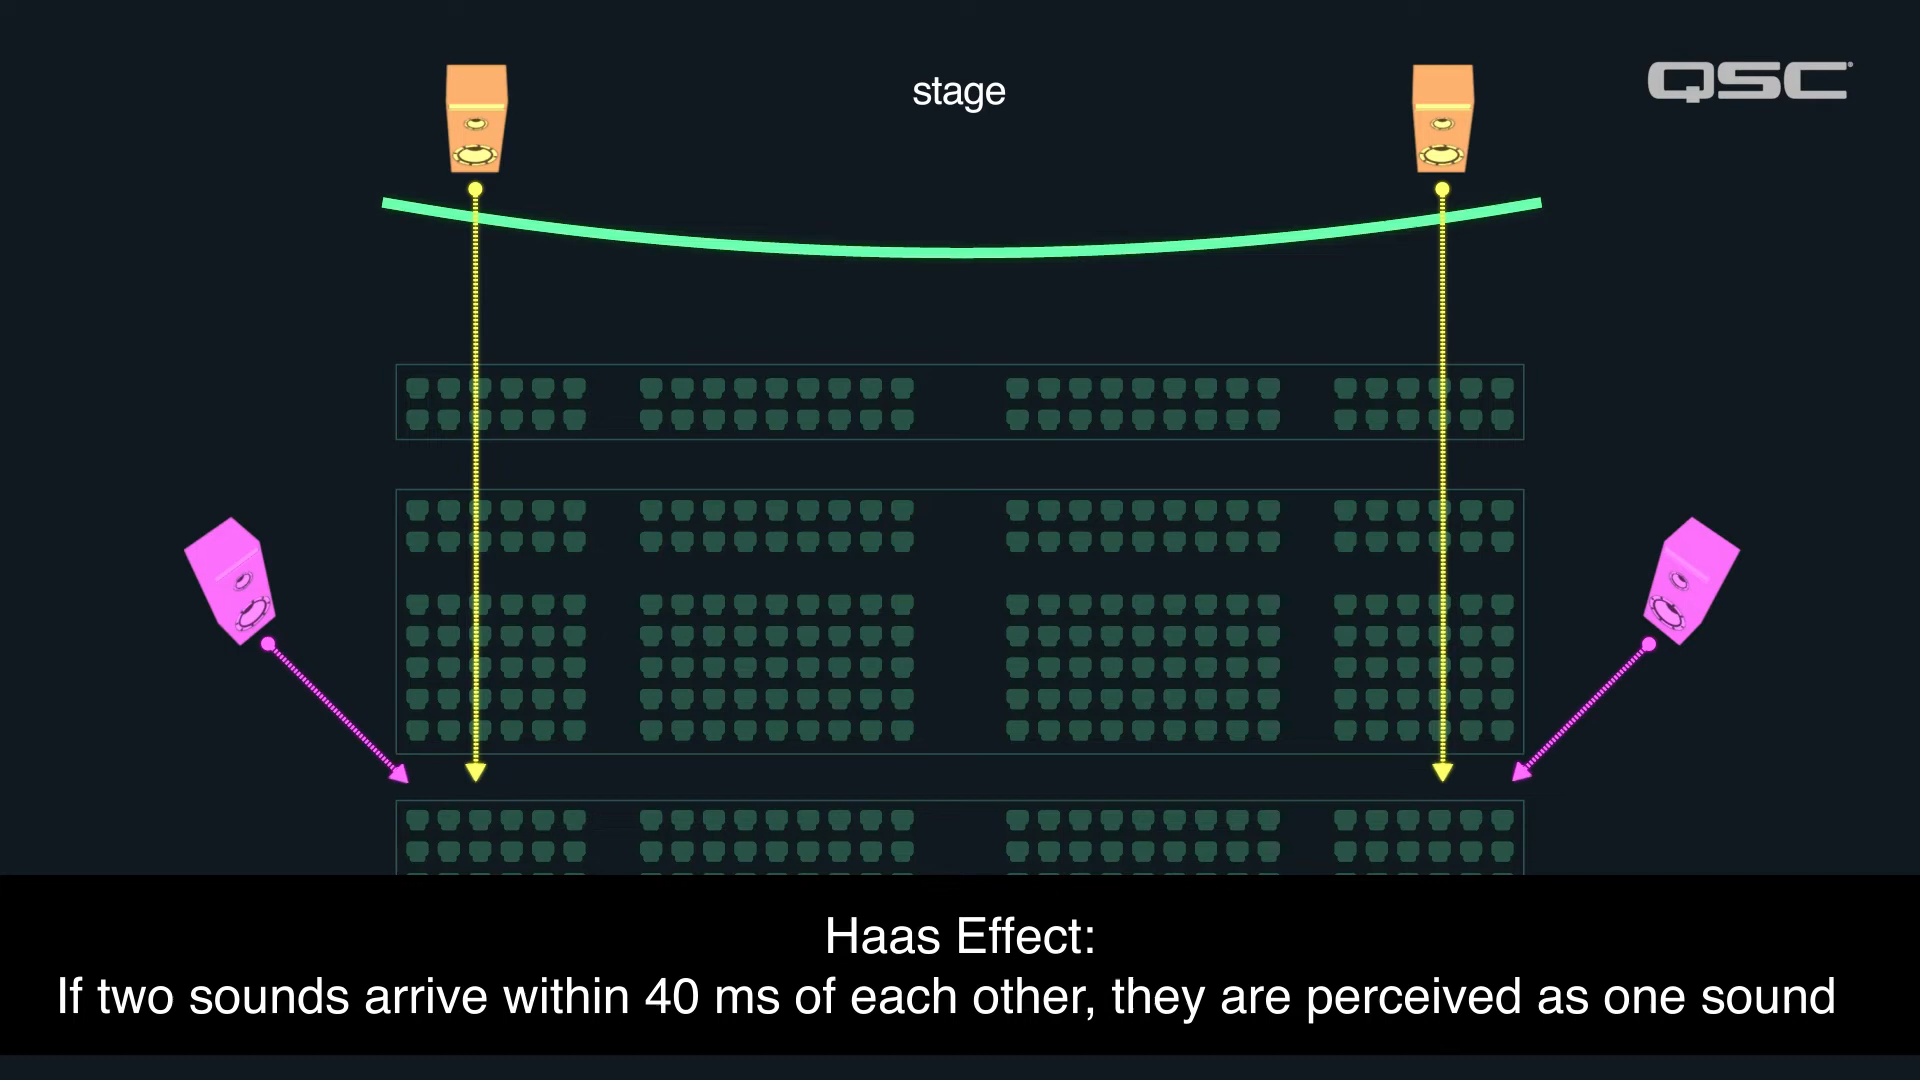 stage
QSC
Haas Effect:
If two sounds arrive within 40 ms of each other, they are perceived as one sound